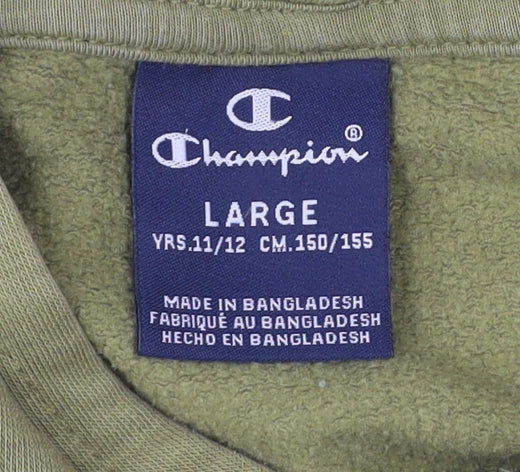 Champion®
LARGE
YRS.11/12 CM.150/155
MADE IN BANGLADESH
FABRIQUÉ AU BANGLADESH
HECHO EN BANGLADESH